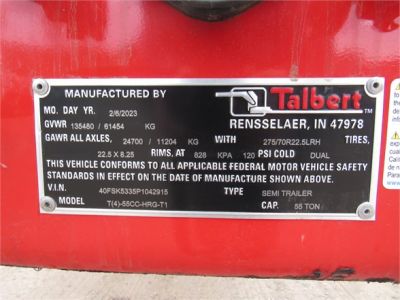 MANUFACTURED BY
Talbert™
MO. DAY YR. 2/6/2023
RENSSELAER, IN 47978
GVWR 135480 / 61454 KG
GAWR ALL AXLES, 24700 / 11204 KG WITH 275/70R22.5LRH TIRES,
22.5 X 8.25 RIMS, AT 828 KPA 120 PSI COLD DUAL
THIS VEHICLE CONFORMS TO ALL APPLICABLE FEDERAL MOTOR VEHICLE SAFETY
STANDARDS IN EFFECT ON THE DATE OF MANUFACTURE SHOWN ABOVE.
V.I.N. 40FSK5335P1042915 TYPE SEMI TRAILER
MODEL T(4)-55CC-HRG-T1 CAP. 55 TON